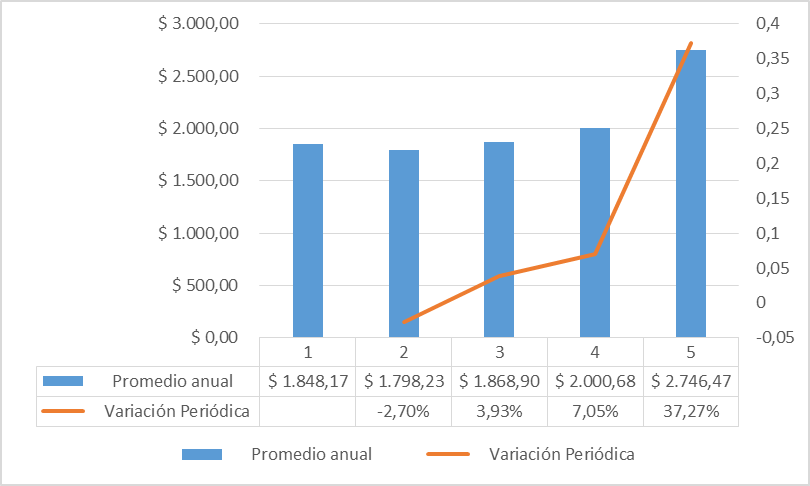 $ 3.000,00 0,4
0,35
$ 2.500,00 0,3
$ 2.000,00 0,25
0,2
$ 1.500,00 0,15
$ 1.000,00 0,1
$ 500,00 0,05
0
$ 0,00 -0,05
1 2 3 4 5
Promedio anual $ 1.848,17 $ 1.798,23 $ 1.868,90 $ 2.000,68 $ 2.746,47
Variación Periódica -2,70% 3,93% 7,05% 37,27%
Promedio anual Variación Periódica